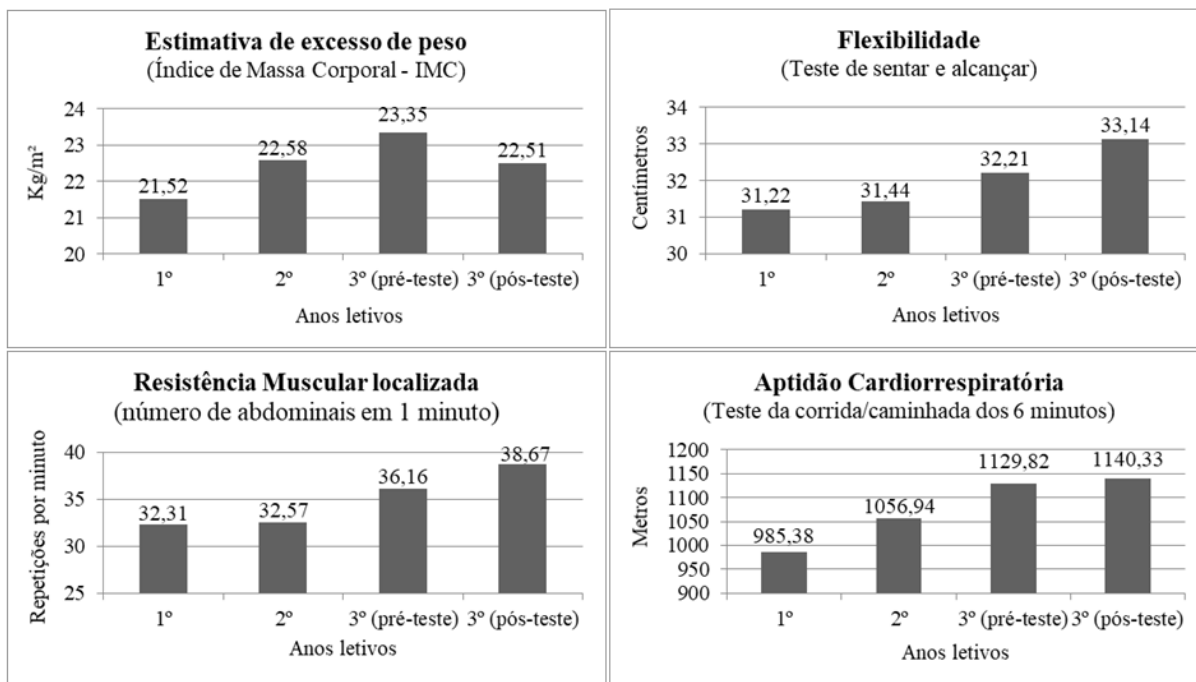 Estimativa de excesso de peso
(Índice de Massa Corporal - IMC)
Kg/m²
24
23
22
21
20
21,52
22,58
23,35
22,51
1º
2º
3º (pré-teste)
3º (pós-teste)
Anos letivos
Flexibilidade
(Teste de sentar e alcançar)
Centímetros
34
33
32
31
30
31,22
31,44
32,21
33,14
1º
2º
3º (pré-teste)
3º (pós-teste)
Anos letivos
Resistência Muscular localizada
(número de abdominais em 1 minuto)
Repetições por minuto
40
35
30
25
32,31
32,57
36,16
38,67
1º
2º
3º (pré-teste)
3º (pós-teste)
Anos letivos
Aptidão Cardiorrespiratória
(Teste da corrida/caminhada dos 6 minutos)
Metros
1200
1150
1100
1050
1000
950
900
985,38
1056,94
1129,82
1140,33
1º
2º
3º (pré-teste)
3º (pós-teste)
Anos letivos